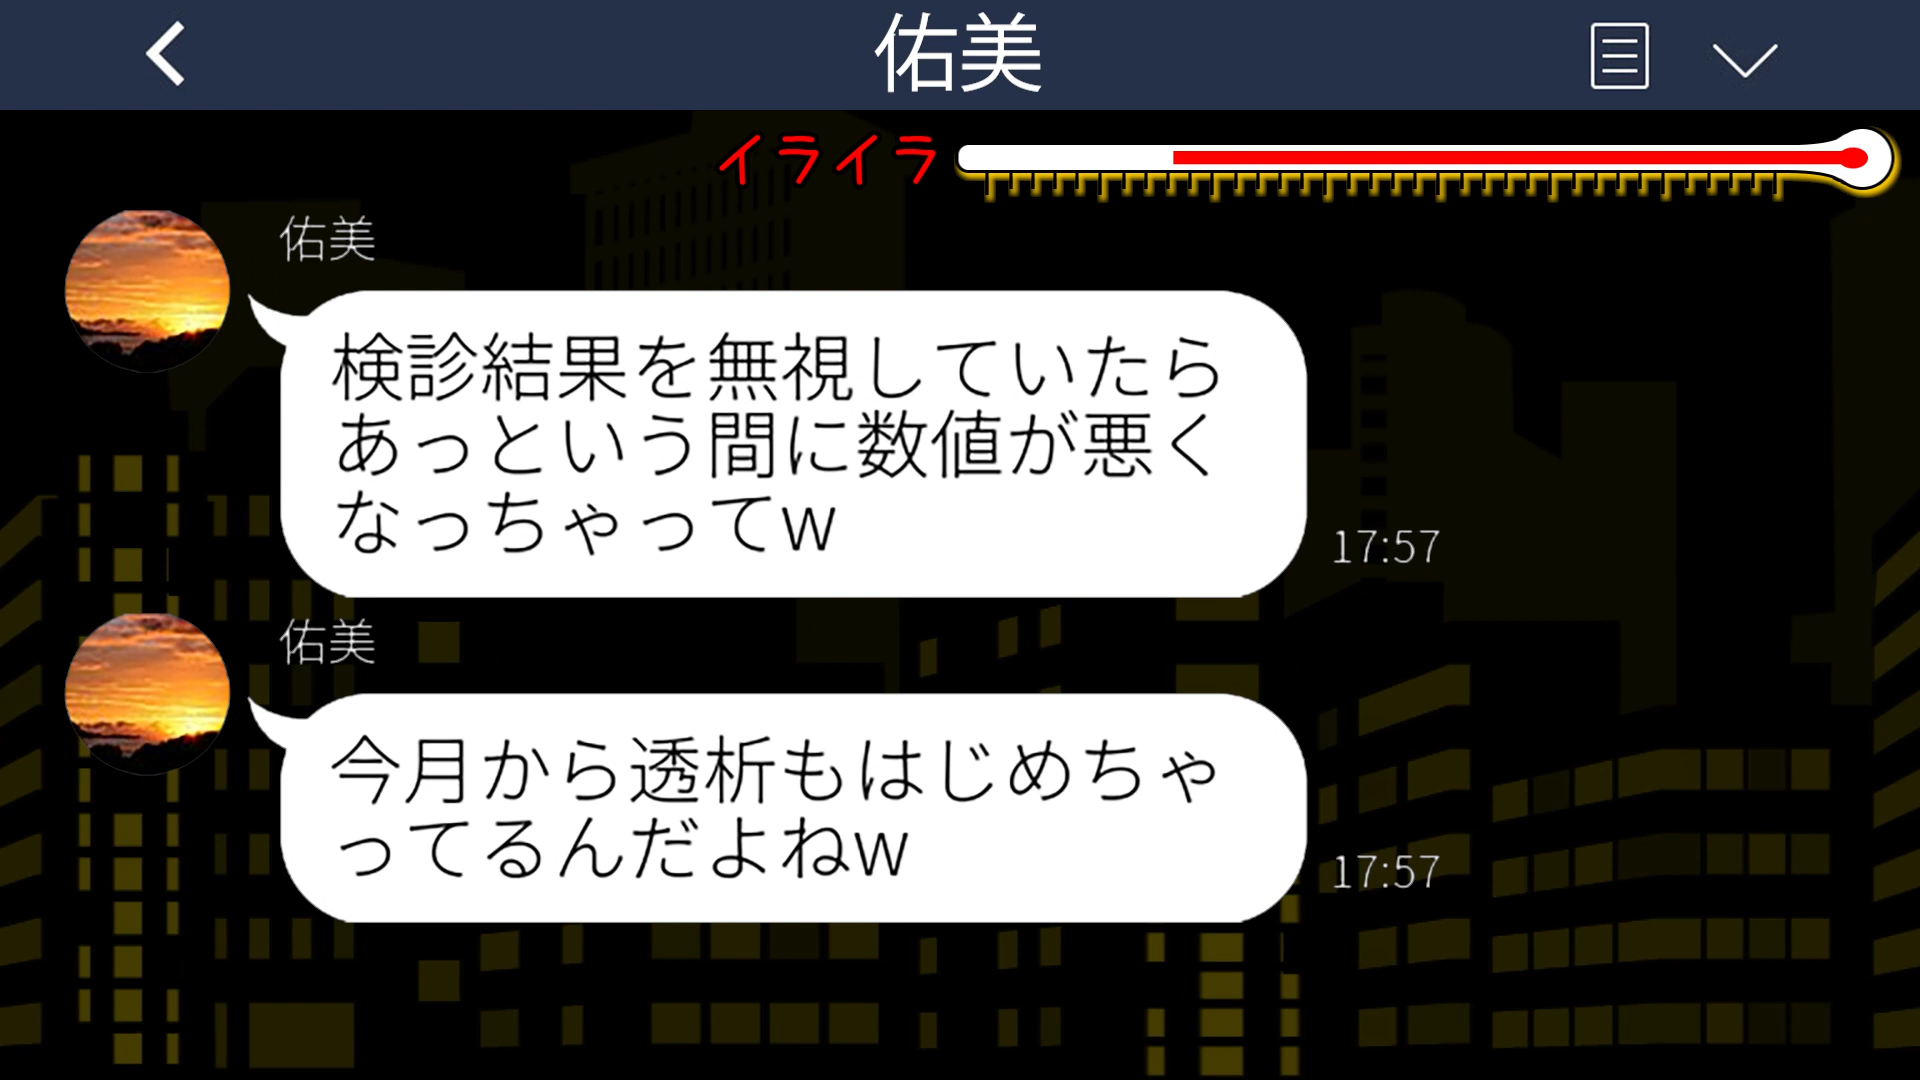 佑美
イライラ
佑美
検診結果を無視していたら
あっという間に数値が悪く
なっちゃってw
17:57
佑美
今月から透析もはじめちゃ
ってるんだよねw
17:57